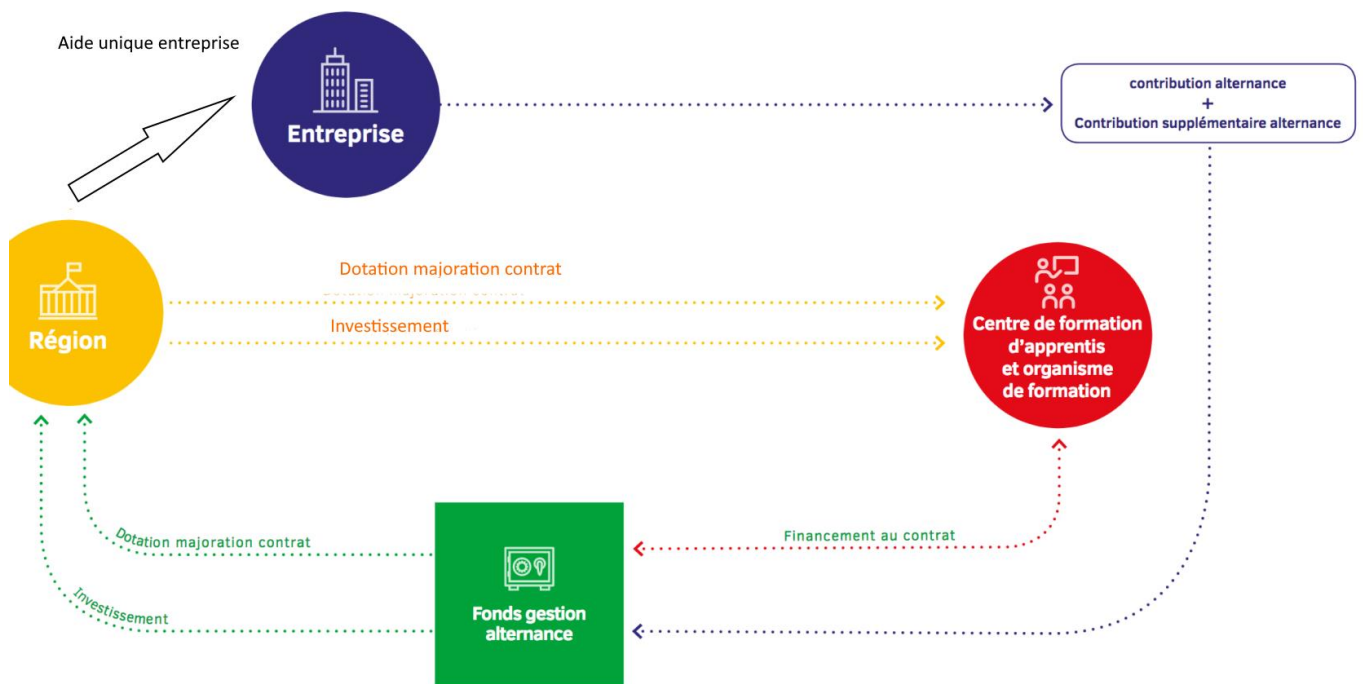 Aide unique entreprise
Entreprise
contribution alternance
+
Contribution supplémentaire alternance
Dotation majoration contrat
Investissement
Région
Centre de formation
d'apprentis
et organisme
de formation
Dotation majoration contrat
Financement au contrat
Investissement
Fonds gestion
alternance